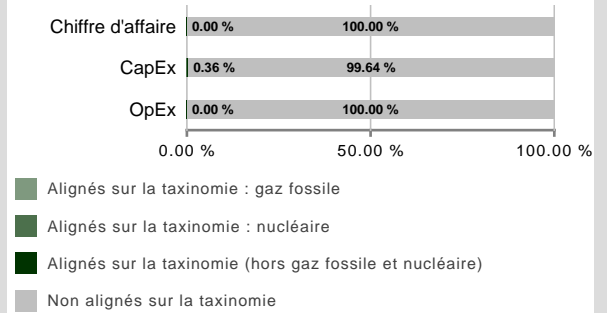 Chiffre d'affaire 0.00 % 100.00 %
CapEx 0.36 % 99.64 %
OpEx 0.00 % 100.00 %
0.00 % 50.00 % 100.00 %
Alignés sur la taxinomie : gaz fossile
Alignés sur la taxinomie : nucléaire
Alignés sur la taxinomie (hors gaz fossile et nucléaire)
Non alignés sur la taxinomie